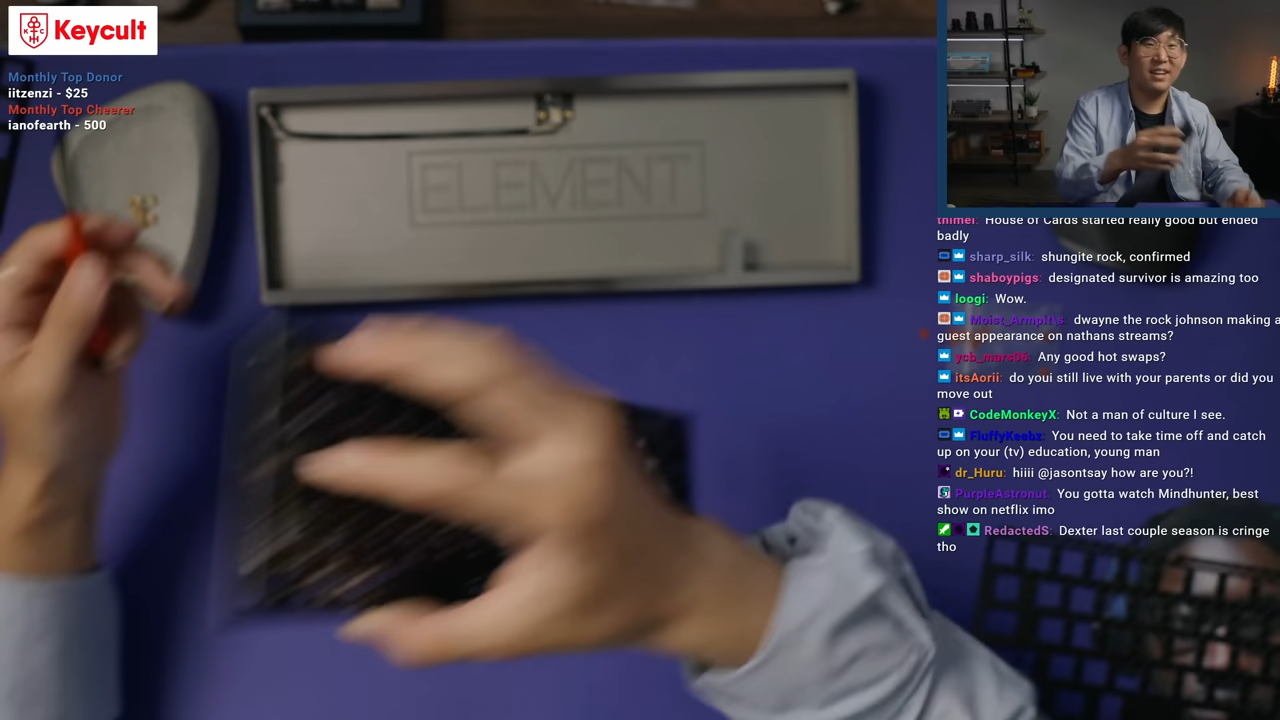 Keycult
Monthly Top Donor
iitzenzi - $25
Monthly Top Cheerer
ianofearth - 500
ELEMENT
thimel: House of Cards started really good but ended
badly
sharp_silk: shungite rock, confirmed
shaboypigs: designated survivor is amazing too
loogi: Wow.
Moist_Armpit's: dwayne the rock johnson making a
guest appearance on nathans streams?
ycb_mars06: Any good hot swaps?
itsAorii: do youi still live with your parents or did you
move out
CodeMonkeyX: Not a man of culture I see.
FluffyKeebz: You need to take time off and catch
up on your (tv) education, young man
dr_Huru: hiiii @jasontsay how are you?!
PurpleAstronut: You gotta watch Mindhunter, best
show on netflix imo
RedactedS: Dexter last couple season is cringe
tho